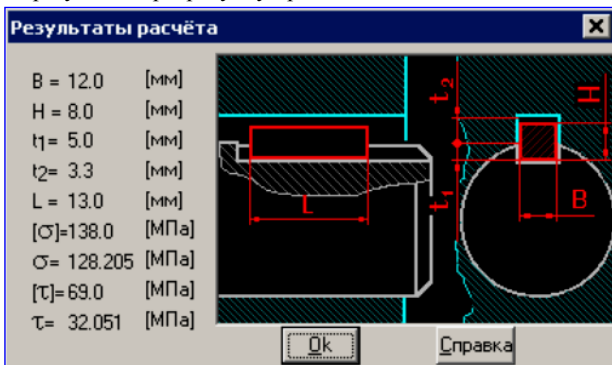 Результаты расчёта
B = 12.0 [мм]
H = 8.0 [мм]
t1= 5.0 [мм]
t2= 3.3 [мм]
L = 13.0 [мм]
[σ]=138.0 [МПа]
σ= 128.205 [МПа]
[τ]= 69.0 [МПа]
τ= 32.051 [МПа]
t2
H
L
t1
B
Ok
Справка